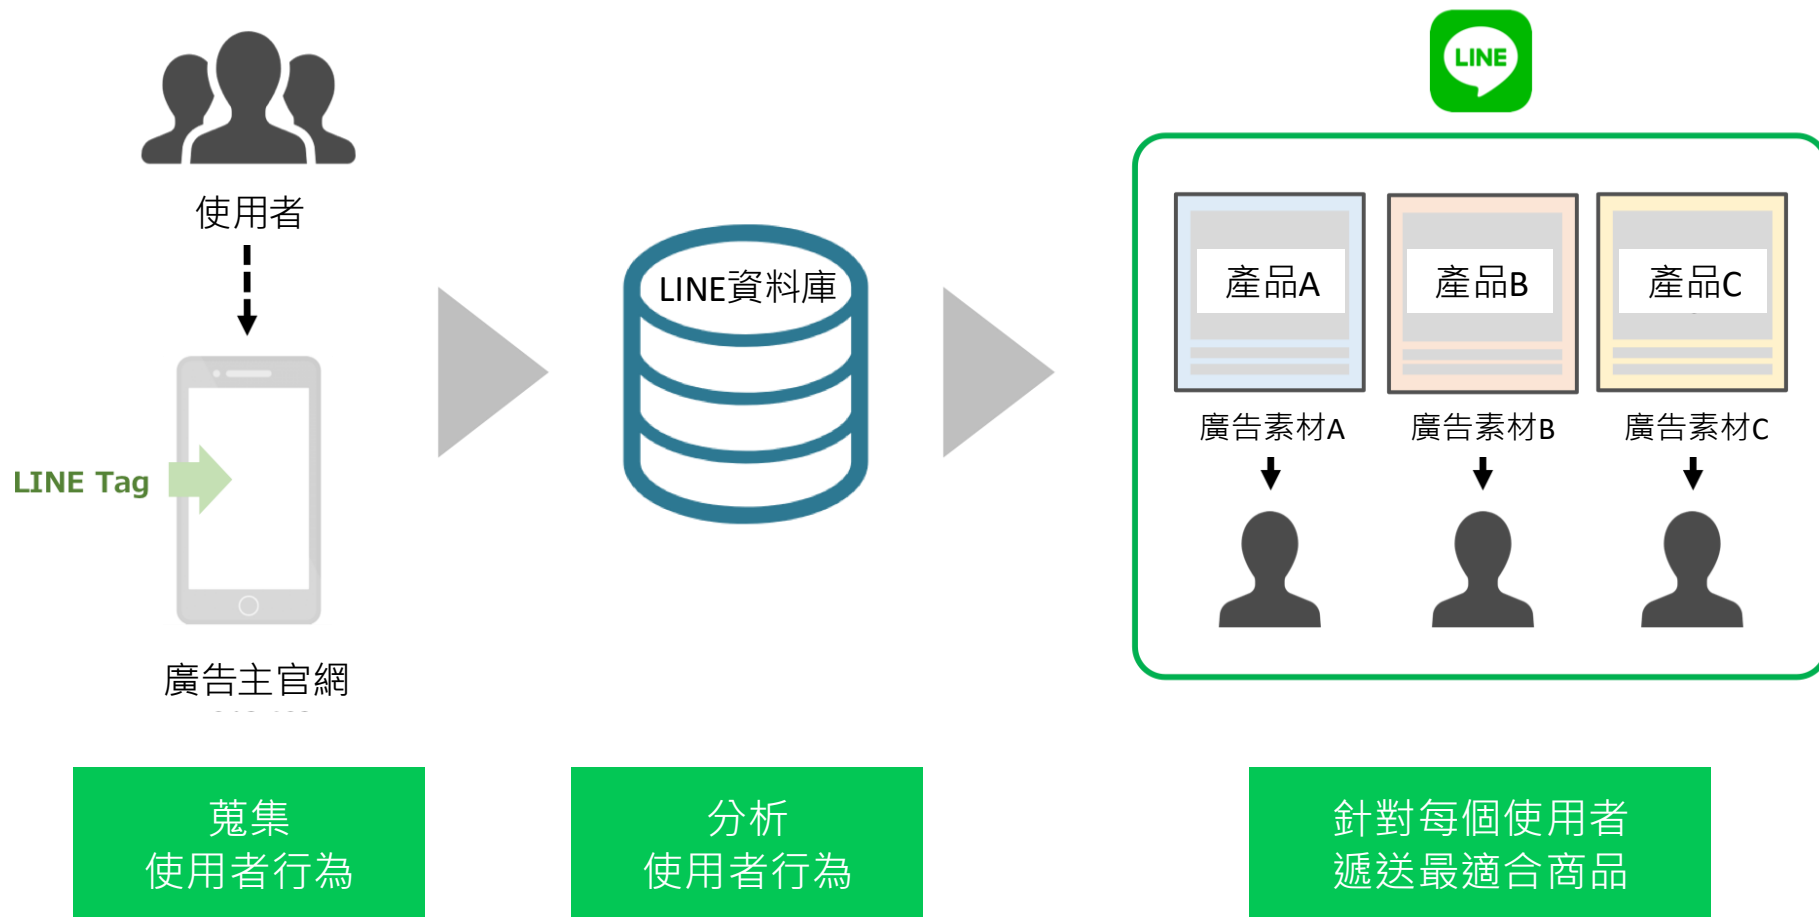 使用者
LINE Tag
廣告主官網
LINE資料庫
LINE
產品A
產品B
產品C
廣告素材A
廣告素材B
廣告素材C
蒐集
使用者行為
分析
使用者行為
針對每個使用者
遞送最適合商品